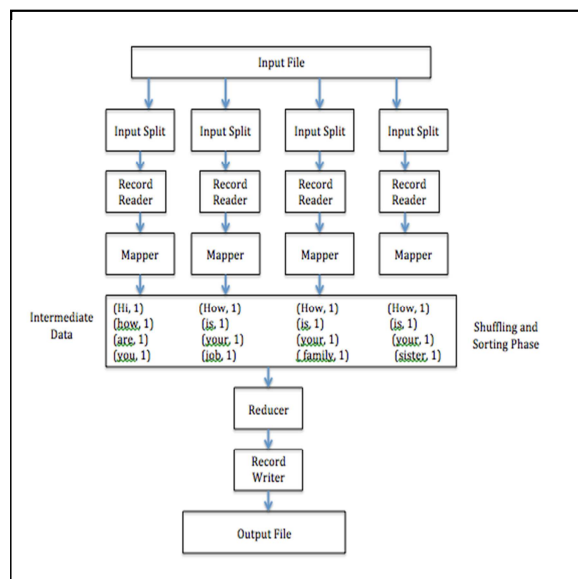 Input File
Input Split Input Split Input Split Input Split
Record Reader Record Reader Record Reader Record Reader
Mapper Mapper Mapper Mapper
Intermediate Data
(Hi, 1) (How, 1) (How, 1) (How, 1)
(how, 1) (is, 1) (is, 1) (is, 1)
(are, 1) (your, 1) (your, 1) (your, 1)
(you, 1) (job, 1) ( family, 1) (sister, 1)
Shuffling and Sorting Phase
Reducer
Record
Writer
Output File